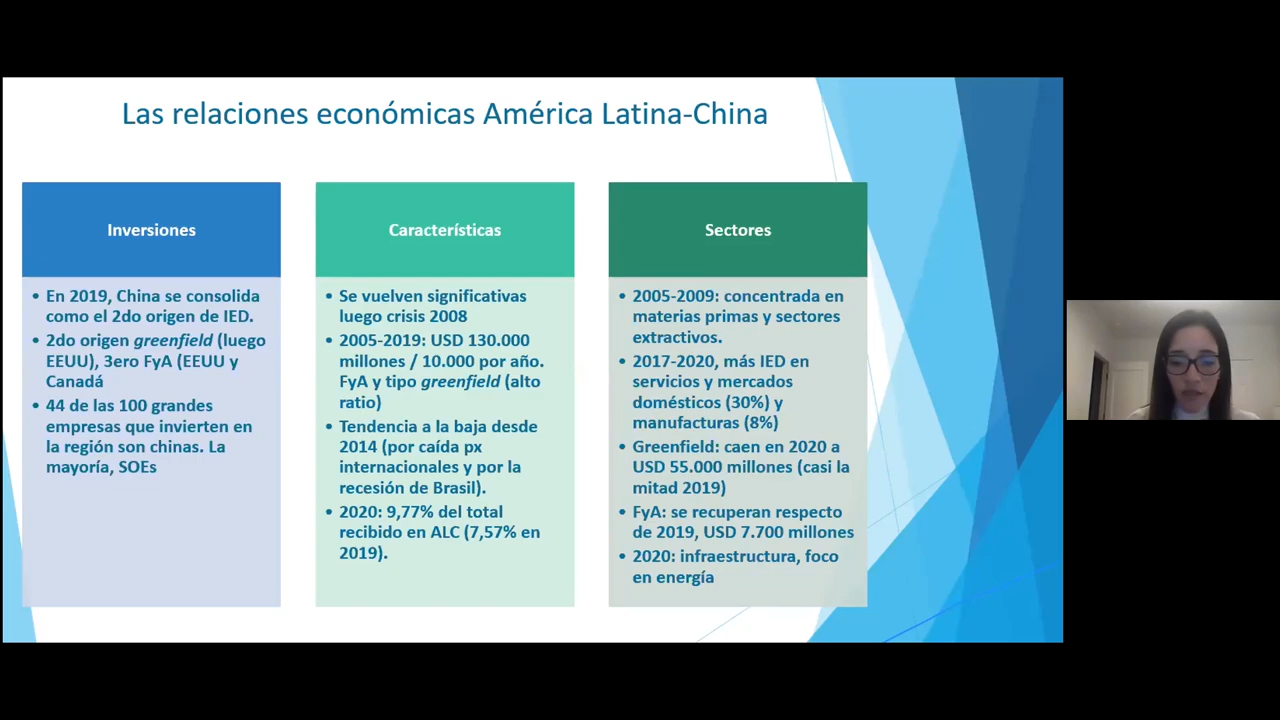 Las relaciones económicas América Latina-China
Inversiones
• En 2019, China se consolida
como el 2do origen de IED.
• 2do origen greenfield (luego
EEUU), 3ero FyA (EEUU y
Canadá
• 44 de las 100 grandes
empresas que invierten en
la región son chinas. La
mayoría, SOEs
Características
• Se vuelven significativas
luego crisis 2008
• 2005-2019: USD 130.000
millones / 10.000 por año.
FyA y tipo greenfield (alto
ratio)
• Tendencia a la baja desde
2014 (por caída px
internacionales y por la
recesión de Brasil).
• 2020: 9,77% del total
recibido en ALC (7,57% en
2019).
Sectores
• 2005-2009: concentrada en
materias primas y sectores
extractivos.
• 2017-2020, más IED en
servicios y mercados
domésticos (30%) y
manufacturas (8%)
• Greenfield: caen en 2020 a
USD 55.000 millones (casi la
mitad 2019)
• FyA: se recuperan respecto
de 2019, USD 7.700 millones
• 2020: infraestructura, foco
en energía